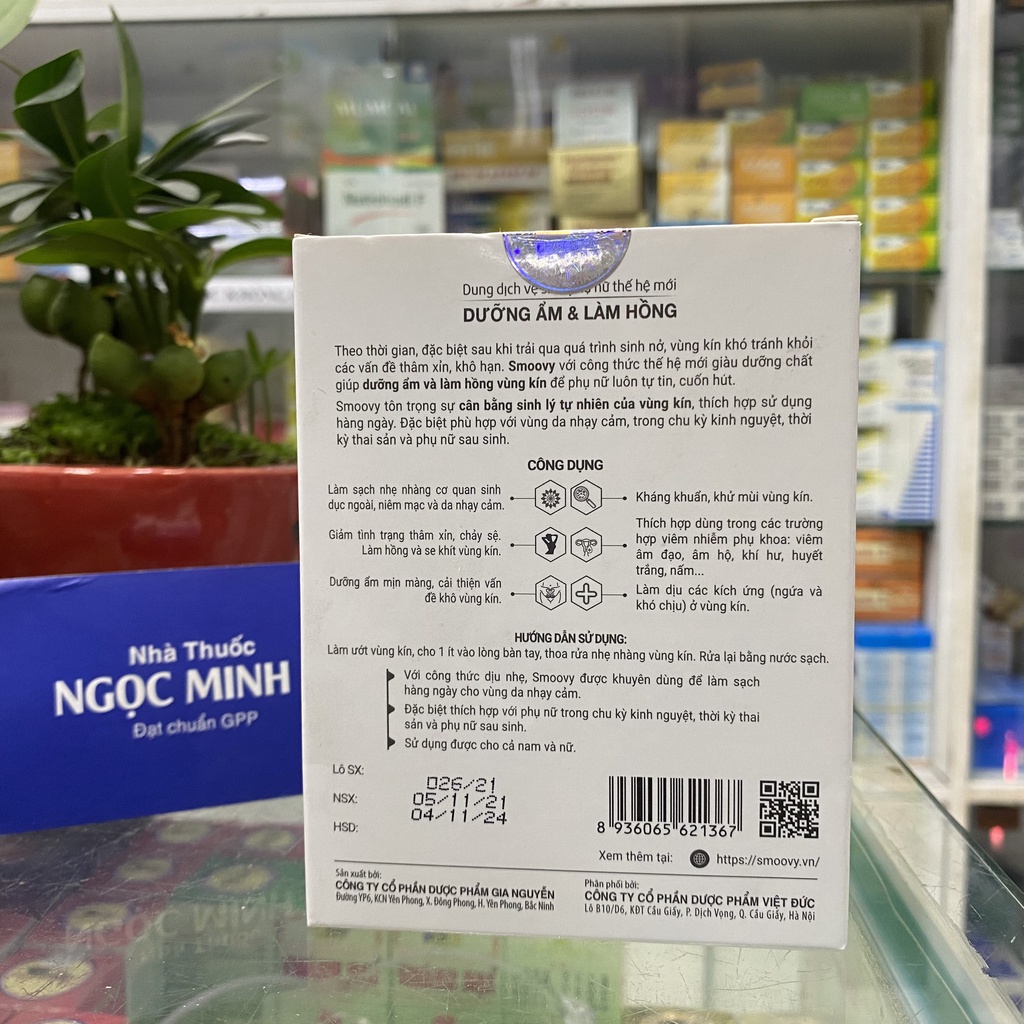 Dung dịch vệ nữ thế hệ mới
DƯỠNG ẨM & LÀM HỒNG
Theo thời gian, đặc biệt sau khi trải qua quá trình sinh nở, vùng kín khó tránh khỏi
các vấn đề thâm xỉn, khô hạn. Smoovy với công thức thế hệ mới giàu dưỡng chất
giúp dưỡng ẩm và làm hồng vùng kín để phụ nữ luôn tự tin, cuốn hút.
Smoovy tôn trọng sự cân bằng sinh lý tự nhiên của vùng kín, thích hợp sử dụng
hàng ngày. Đặc biệt phù hợp với vùng da nhạy cảm, trong chu kỳ kinh nguyệt, thời
kỳ thai sản và phụ nữ sau sinh.
CÔNG DỤNG
Làm sạch nhẹ nhàng cơ quan sinh
dục ngoài, niêm mạc và da nhạy cảm.
Kháng khuẩn, khử mùi vùng kín.
Giảm tình trạng thâm xỉn, chảy sệ.
Làm hồng và se khít vùng kín.
Thích hợp dùng trong các trường
hợp viêm nhiễm phụ khoa: viêm
âm đạo, âm hộ, khí hư, huyết
trắng, nấm...
Dưỡng ẩm mịn màng, cải thiện vấn
đề khô vùng kín.
Làm dịu các kích ứng (ngứa và
khó chịu) ở vùng kín.
HƯỚNG DẪN SỬ DỤNG:
Làm ướt vùng kín, cho 1 ít vào lòng bàn tay, thoa rửa nhẹ nhàng vùng kín. Rửa lại bằng nước sạch.
Với công thức dịu nhẹ, Smoovy được khuyên dùng để làm sạch
hàng ngày cho vùng da nhạy cảm.
Đặc biệt thích hợp với phụ nữ trong chu kỳ kinh nguyệt, thời kỳ thai
sản và phụ nữ sau sinh.
Sử dụng được cho cả nam và nữ.
Lô SX: 026/21
NSX: 05/11/21
HSD: 04/11/24
8 936065 621367
Xem thêm tại: https://smoovy.vn/
Sản xuất bởi:
CÔNG TY CỔ PHẦN DƯỢC PHẨM GIA NGUYỄN
Đường YP6, KCN Yên Phong, X. Đông Phong, H. Yên Phong, Bắc Ninh
Phân phối bởi:
CÔNG TY CỔ PHẦN DƯỢC PHẨM VIỆT ĐỨC
Lô B10/D6, KĐT Cầu Giấy, P. Dịch Vọng, Q. Cầu Giấy, Hà Nội
Nhà Thuốc
NGỌC MINH
Đạt chuẩn GPP